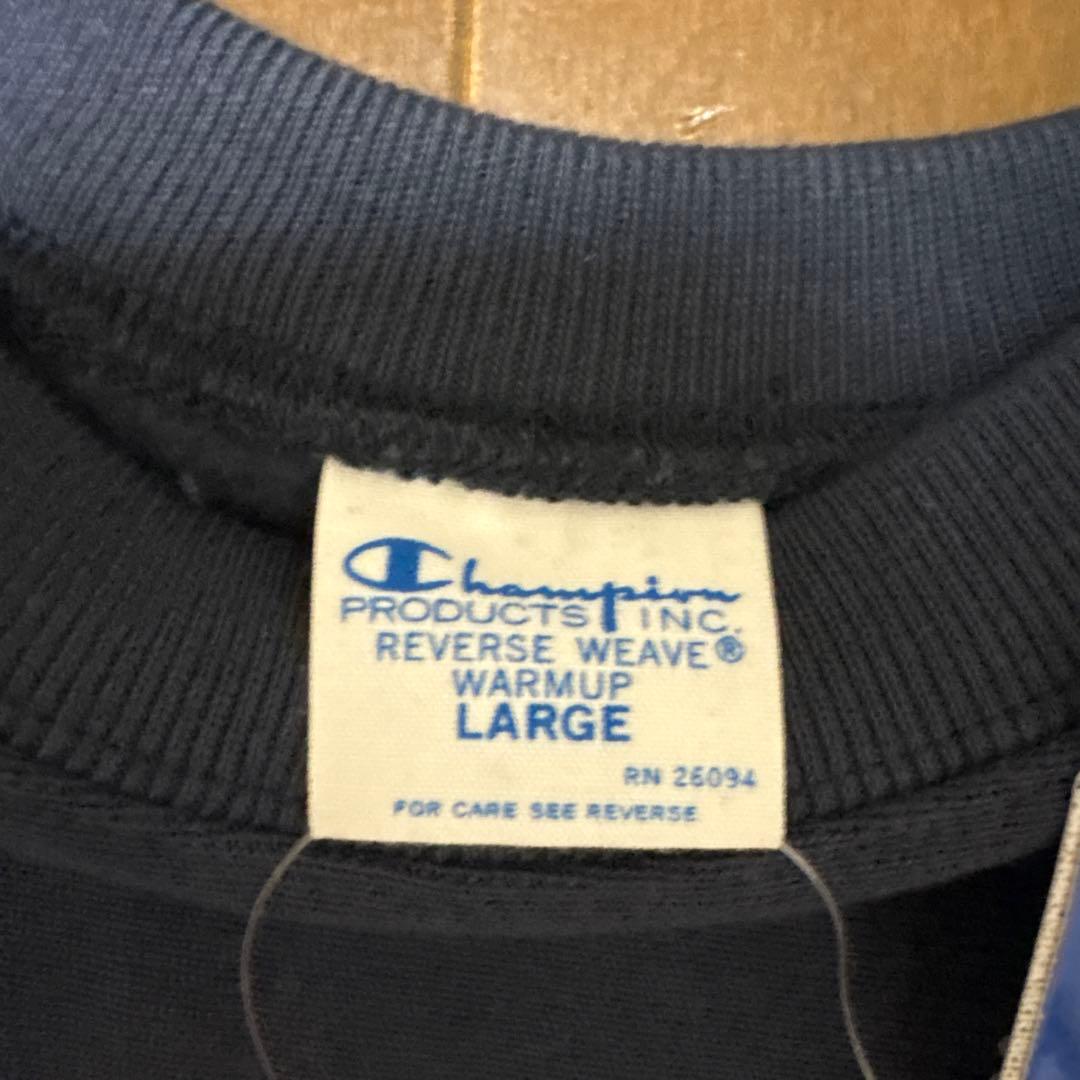 Champion
PRODUCTS INC.
REVERSE WEAVE®
WARMUP
LARGE
RN 26094
FOR CARE SEE REVERSE